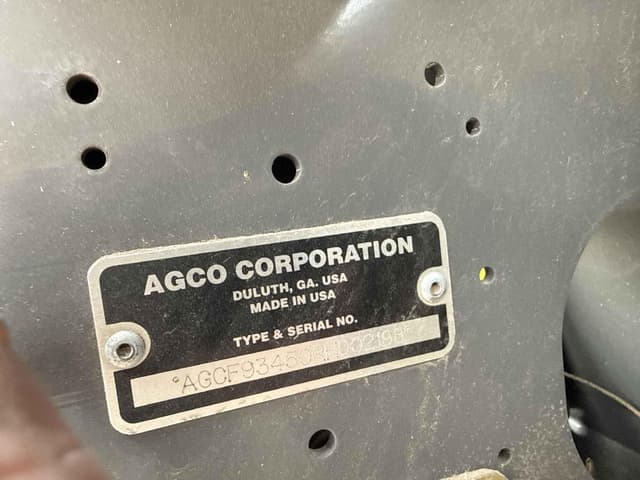 AGCO CORPORATION
DULUTH, GA. USA
MADE IN USA
TYPE & SERIAL NO.